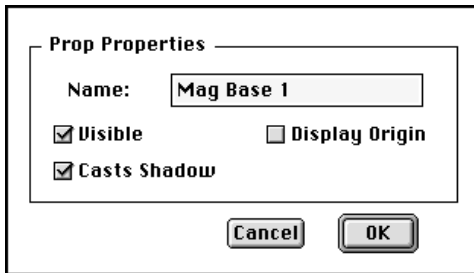 Prop Properties
Name: Mag Base 1
Visible Display Origin
Casts Shadow
Cancel OK